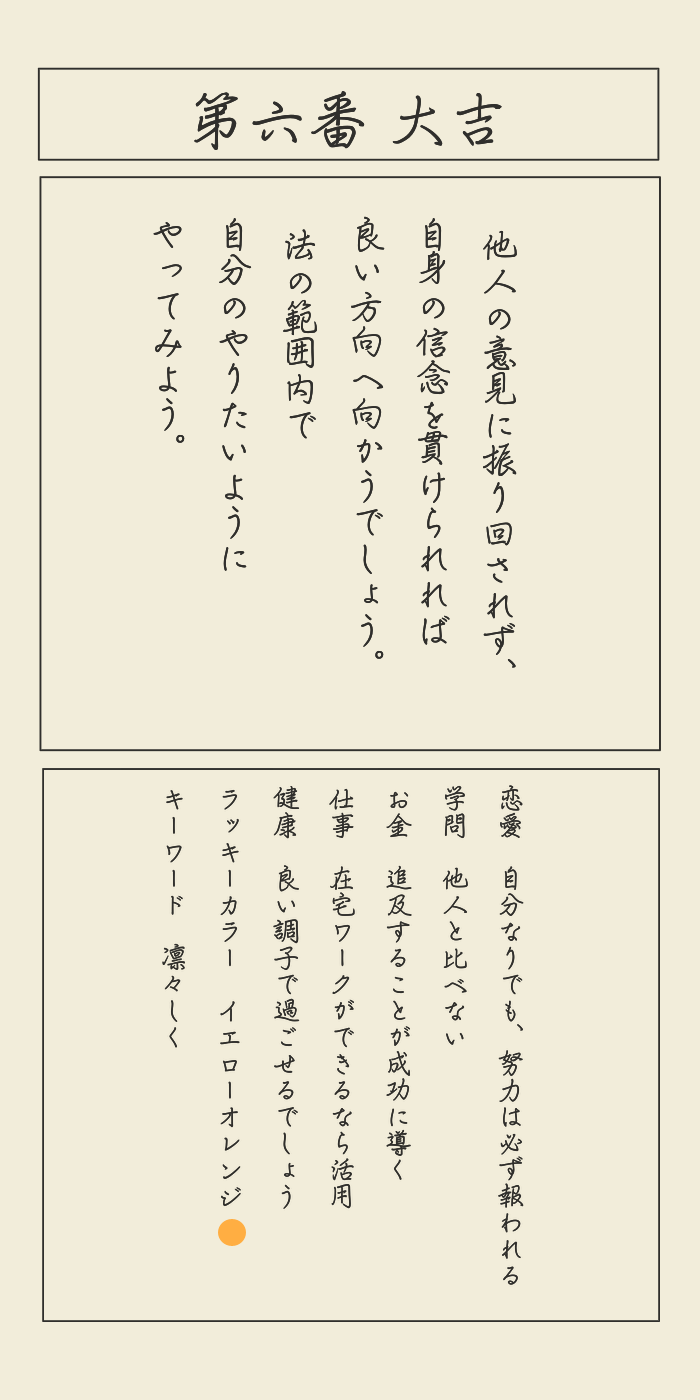 第六番 大吉
他人の意見に振り回されず、
自身の信念を貫けられれば
良い方向へ向かうでしょう。
法の範囲内で
自分のやりたいように
やってみよう。
恋愛 自分なりでも、努力は必ず報われる
学問 他人と比べない
お金 追及することが成功に導く
仕事 在宅ワークができるなら活用
健康 良い調子で過ごせるでしょう
ラッキーカラー イエローオレンジ
キーワード 凛々しく